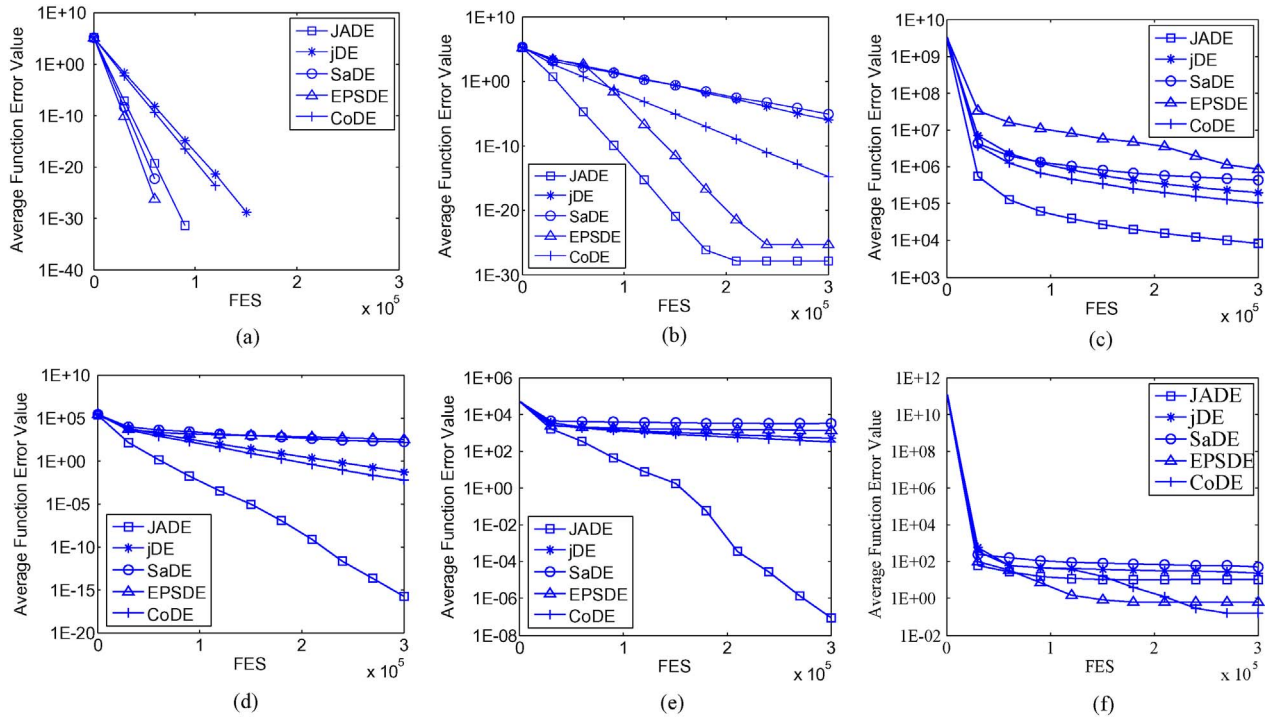 Average Function Error Value
1E+10
1E+00
1E-10
1E-20
1E-30
1E-40
0
1
2
3
FES
x 10^5
JADE
jDE
SaDE
EPSDE
CoDE
(a)
Average Function Error Value
1E+10
1E+00
1E-10
1E-20
1E-30
0
1
2
3
FES
x 10^5
JADE
jDE
SaDE
EPSDE
CoDE
(b)
Average Function Error Value
1E+10
1E+09
1E+08
1E+07
1E+06
1E+05
1E+04
1E+03
0
1
2
3
FES
x 10^5
JADE
jDE
SaDE
EPSDE
CoDE
(c)
Average Function Error Value
1E+10
1E+05
1E+00
1E-05
1E-10
1E-15
1E-20
0
1
2
3
FES
x 10^5
JADE
jDE
SaDE
EPSDE
CoDE
(d)
Average Function Error Value
1E+06
1E+04
1E+02
1E+00
1E-02
1E-04
1E-06
1E-08
0
1
2
3
FES
x 10^5
JADE
jDE
SaDE
EPSDE
CoDE
(e)
Average Function Error Value
1E+12
1E+10
1E+08
1E+06
1E+04
1E+02
1E+00
1E-02
0
1
2
3
FES
x 10^5
JADE
jDE
SaDE
EPSDE
CoDE
(f)